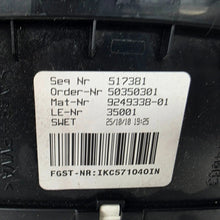 Seq Nr 517381
Order-Nr 50350301
Mat-Nr 9249338-01
LE-Nr 35001
SWET 25/10/10 19:25
FGST-NR:IKC571040IN